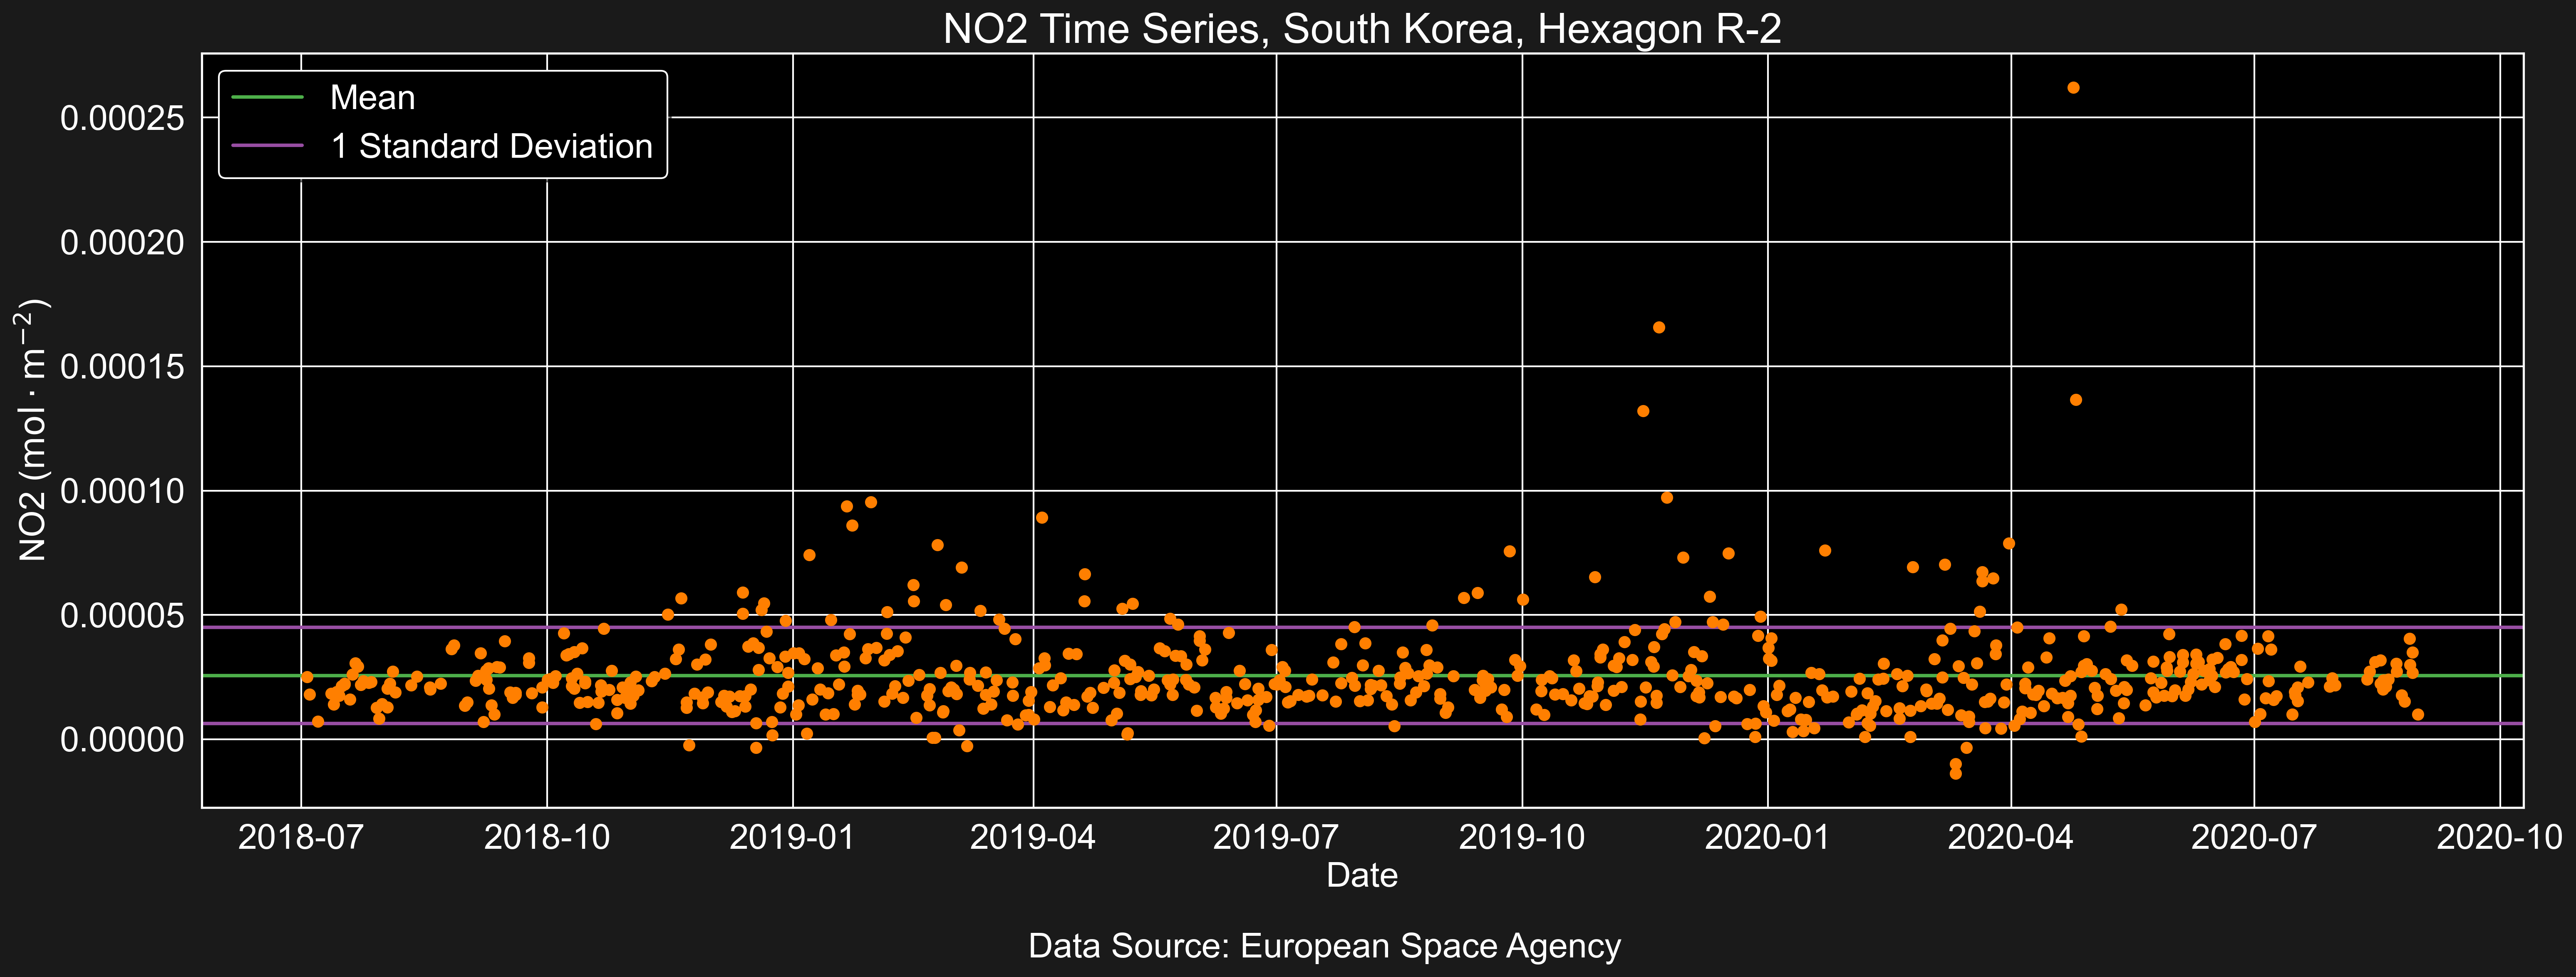 NO2 Time Series, South Korea, Hexagon R-2
Mean
1 Standard Deviation
0.00025
0.00020
0.00015
0.00010
0.00005
0.00000
NO2 (mol · m⁻²)
2018-07 2018-10 2019-01 2019-04 2019-07 2019-10 2020-01 2020-04 2020-07 2020-10
Date
Data Source: European Space Agency